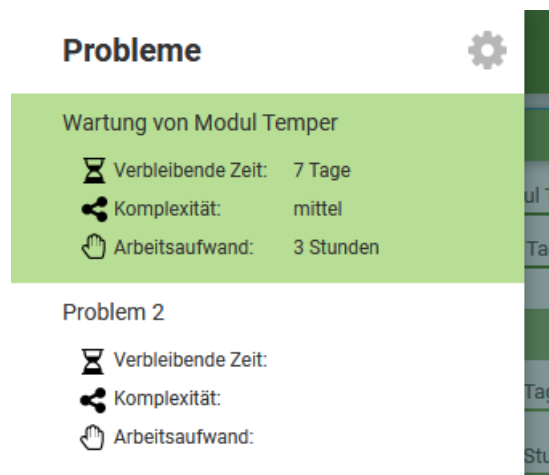 Probleme
Wartung von Modul Temper
Verbleibende Zeit: 7 Tage
Komplexität: mittel
Arbeitsaufwand: 3 Stunden
Problem 2
Verbleibende Zeit:
Komplexität:
Arbeitsaufwand: